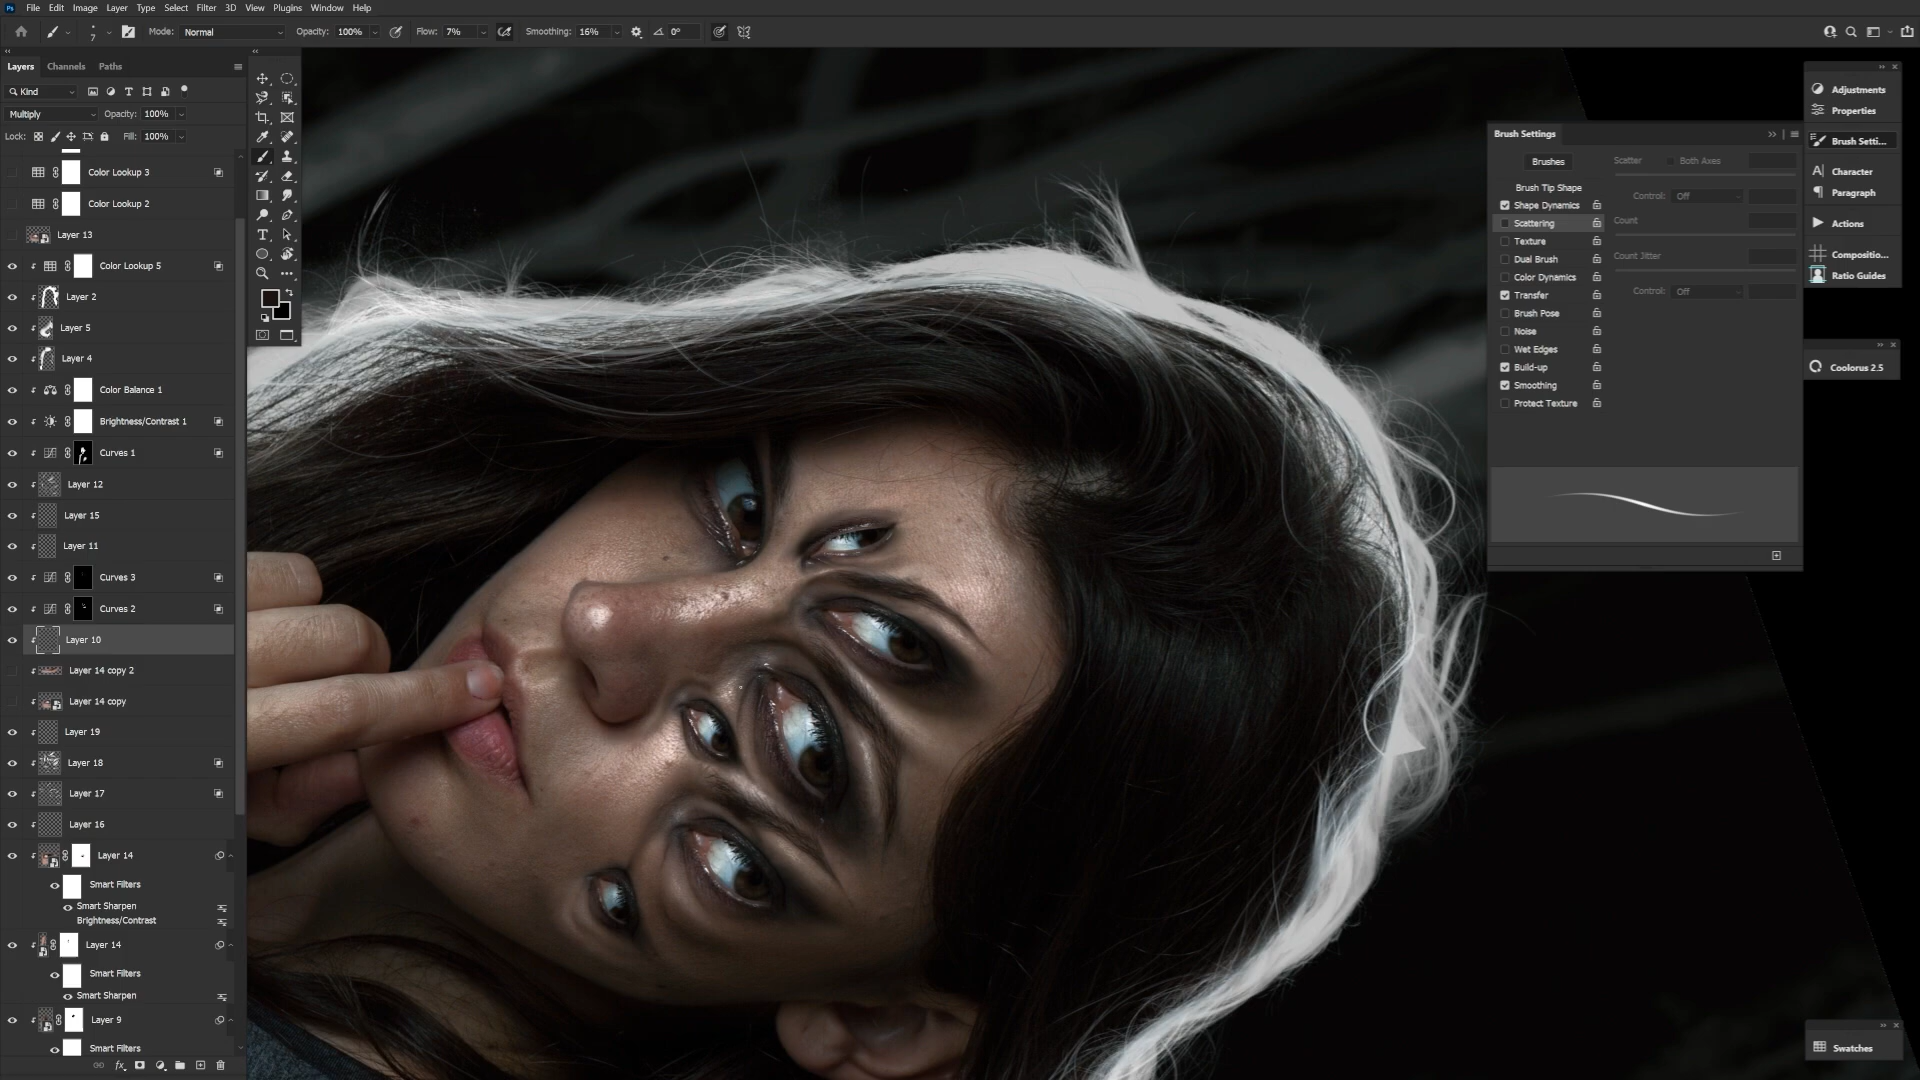 Ps File Edit Image Layer Type Select Filter 3D View Plugins Window Help
7 Mode: Normal Opacity: 100% Flow: 7% Smoothing: 16% 0°
Layers Channels Paths
Kind
Multiply Opacity: 100%
Lock: Fill: 100%
Color Lookup 3
Color Lookup 2
Layer 13
Color Lookup 5
Layer 2
Layer 5
Layer 4
Color Balance 1
Brightness/Contrast 1
Curves 1
Layer 12
Layer 15
Layer 11
Curves 3
Curves 2
Layer 10
Layer 14 copy 2
Layer 14 copy
Layer 19
Layer 18
Layer 17
Layer 16
Layer 14
Smart Filters
Smart Sharpen
Brightness/Contrast
Layer 14
Smart Filters
Smart Sharpen
Layer 9
Smart Filters
fx
Brush Settings
Brushes
Brush Tip Shape
Shape Dynamics
Scattering
Texture
Dual Brush
Color Dynamics
Transfer
Brush Pose
Noise
Wet Edges
Build-up
Smoothing
Protect Texture
Scatter Both Axes
Control: Off
Count
Count Jitter
Control: Off
Adjustments
Properties
Brush Setti...
Character
Paragraph
Actions
Compositio...
Ratio Guides
Coolorus 2.5
Swatches